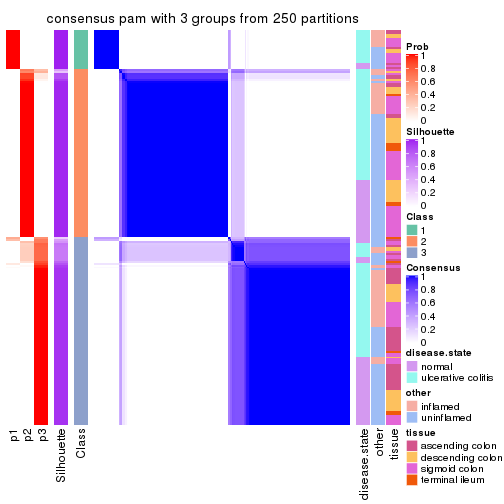 consensus pam with 3 groups from 250 partitions
Prob
1
0.8
0.6
0.4
0.2
0
Silhouette
1
0.8
0.6
0.4
0.2
0
Class
1
2
3
Consensus
1
0.8
0.6
0.4
0.2
0
disease.state
normal
ulcerative colitis
other
inflamed
uninflamed
tissue
ascending colon
descending colon
sigmoid colon
terminal ileum
p1
p2
p3
Silhouette
Class
disease.state
other
tissue